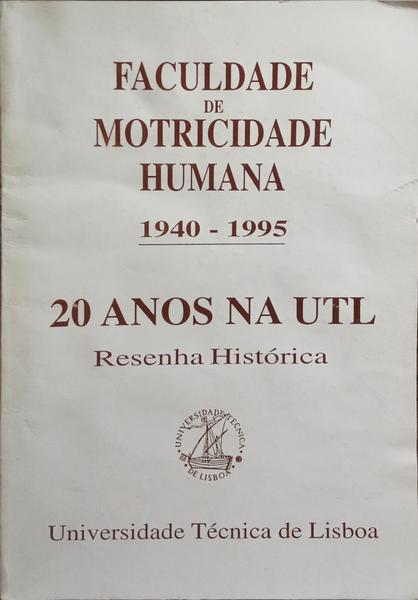 FACULDADE
DE
MOTRICIDADE
HUMANA
1940 - 1995
20 ANOS NA UTL
Resenha Histórica
UNIVERSIDADE TÉCNICA
DE LISBOA
Universidade Técnica de Lisboa